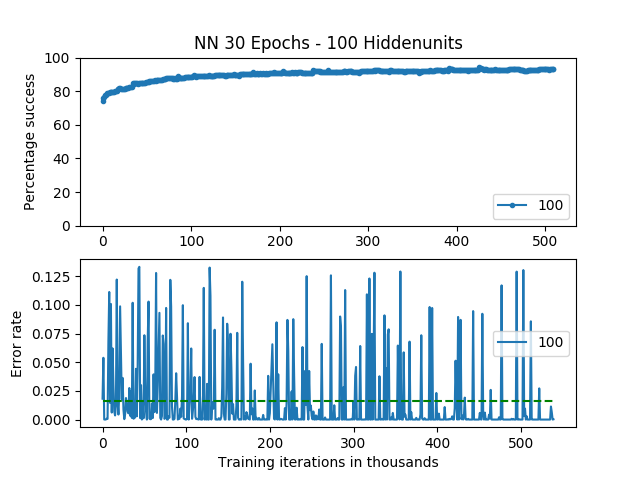 NN 30 Epochs - 100 Hiddenunits
Percentage success
100
80
60
40
20
0
0 100 200 300 400 500
100
Error rate
0.125
0.100
0.075
0.050
0.025
0.000
0 100 200 300 400 500
100
Training iterations in thousands